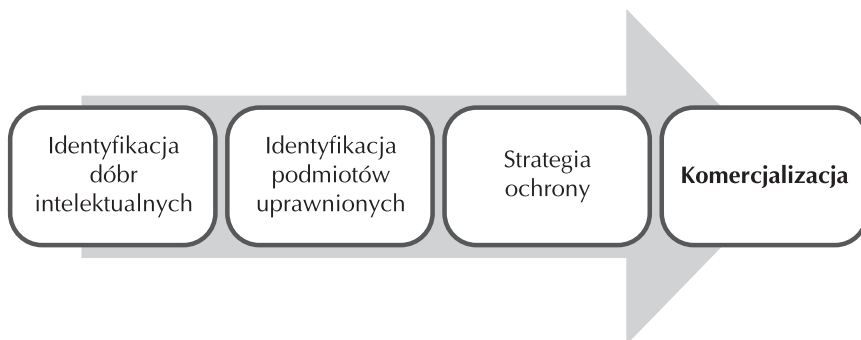 Identyfikacja
dóbr
intelektualnych
Identyfikacja
podmiotów
uprawnionych
Strategia
ochrony
Komercjalizacja